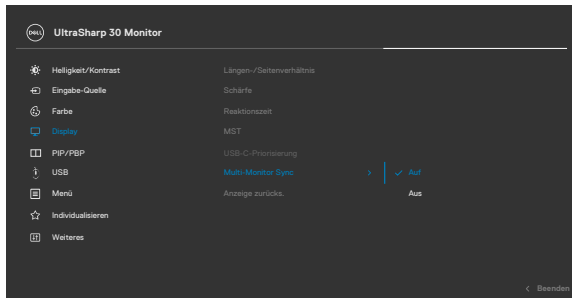 DELL UltraSharp 30 Monitor
Helligkeit/Kontrast
Eingabe-Quelle
Farbe
Display
PIP/PBP
USB
Menü
Individualisieren
Weiteres
Längen-/Seitenverhältnis
Schärfe
Reaktionszeit
MST
USB-C-Priorisierung
Multi-Monitor Sync
Anzeige zurücks.
Auf
Aus
Beenden